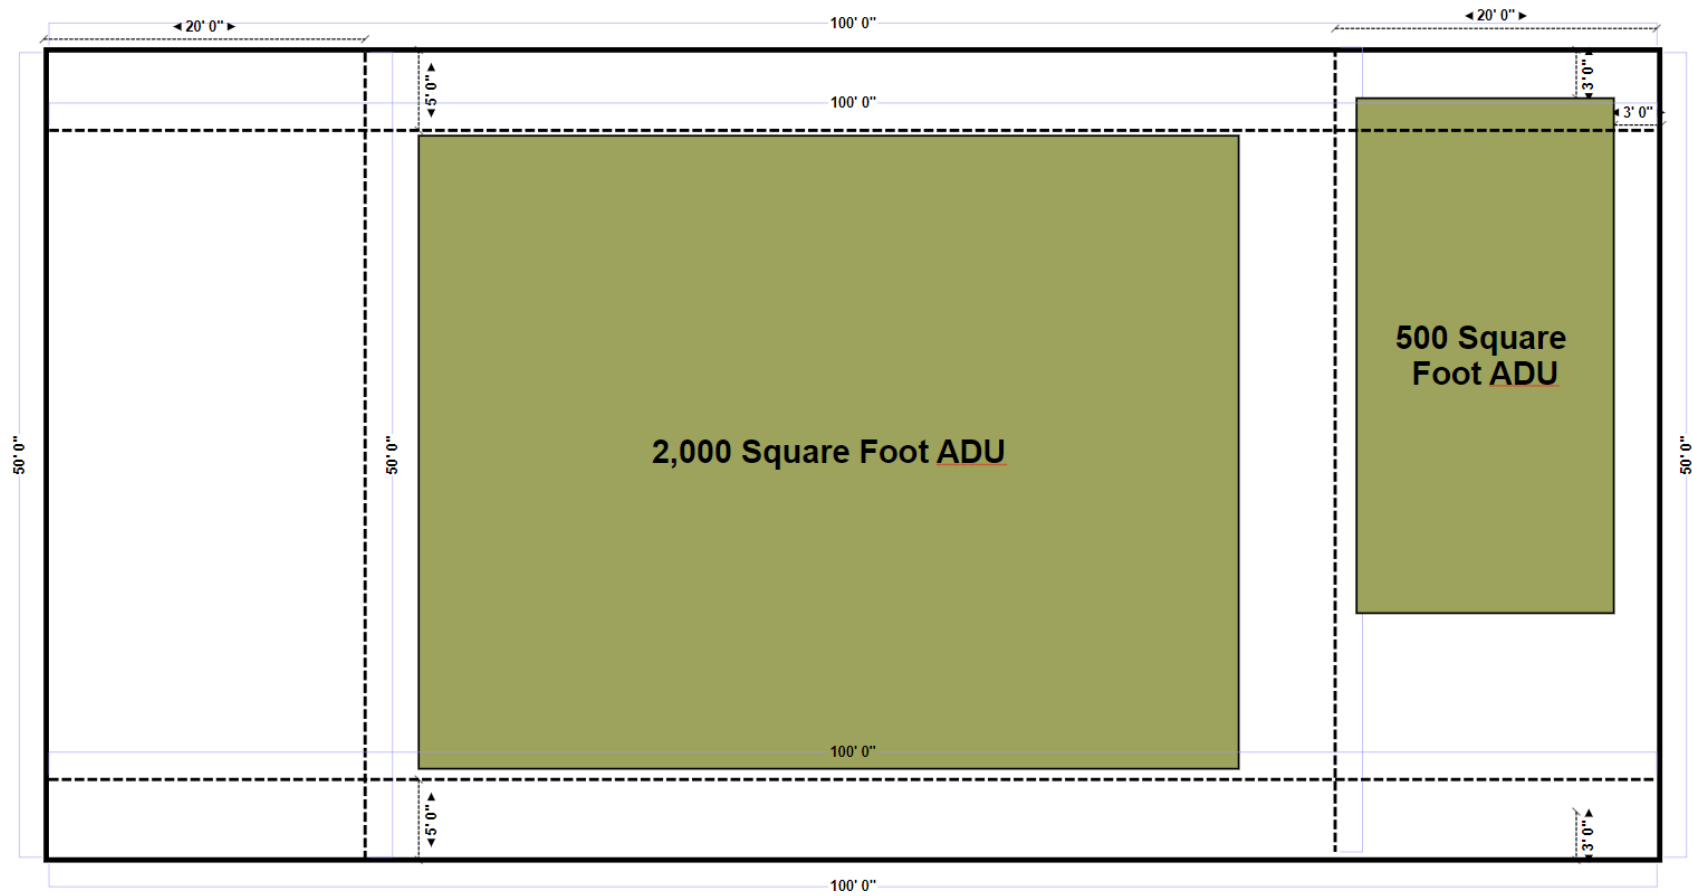 100' 0"
◄ 20' 0" ►
◄ 20' 0" ►
◄ 5' 0" ►
◄ 3' 0" ►
100' 0"
◄ 3' 0" ►
500 Square
Foot ADU
2,000 Square Foot ADU
50' 0"
50' 0"
50' 0"
100' 0"
◄ 5' 0" ►
◄ 3' 0" ►
100' 0"